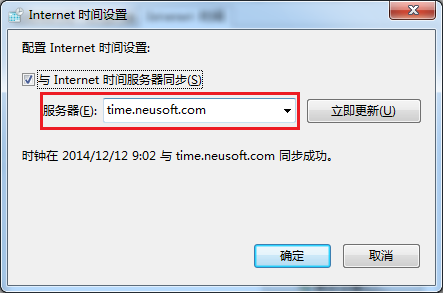 Internet 时间设置
配置 Internet 时间设置:
与 Internet 时间服务器同步(S)
服务器(E): time.neusoft.com 立即更新(U)
时钟在 2014/12/12 9:02 与 time.neusoft.com 同步成功。
确定 取消